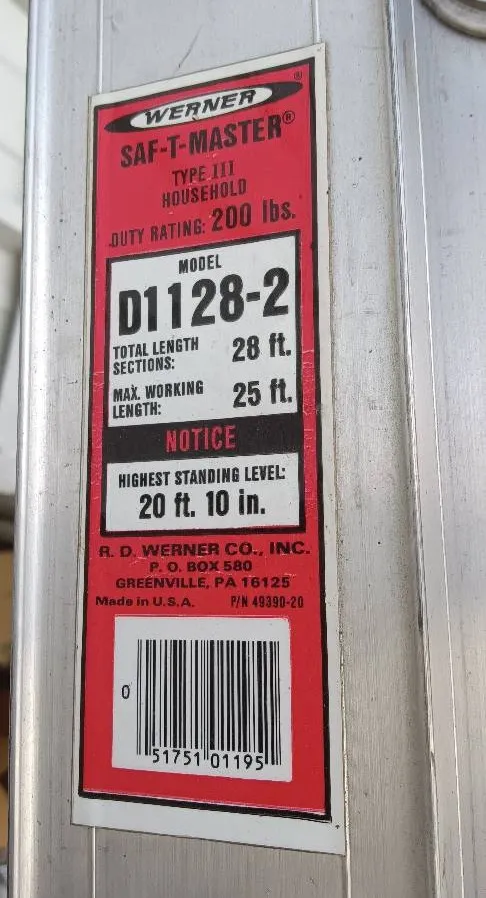 WERNER®
SAF-T-MASTER®
TYPE III
HOUSEHOLD
DUTY RATING: 200 lbs.
MODEL
D1128-2
TOTAL LENGTH
SECTIONS: 28 ft.
MAX. WORKING
LENGTH: 25 ft.
NOTICE
HIGHEST STANDING LEVEL:
20 ft. 10 in.
R. D. WERNER CO., INC.
P. O. BOX 580
GREENVILLE, PA 16125
Made in U.S.A. P/N 49390-20
0 51751 01195